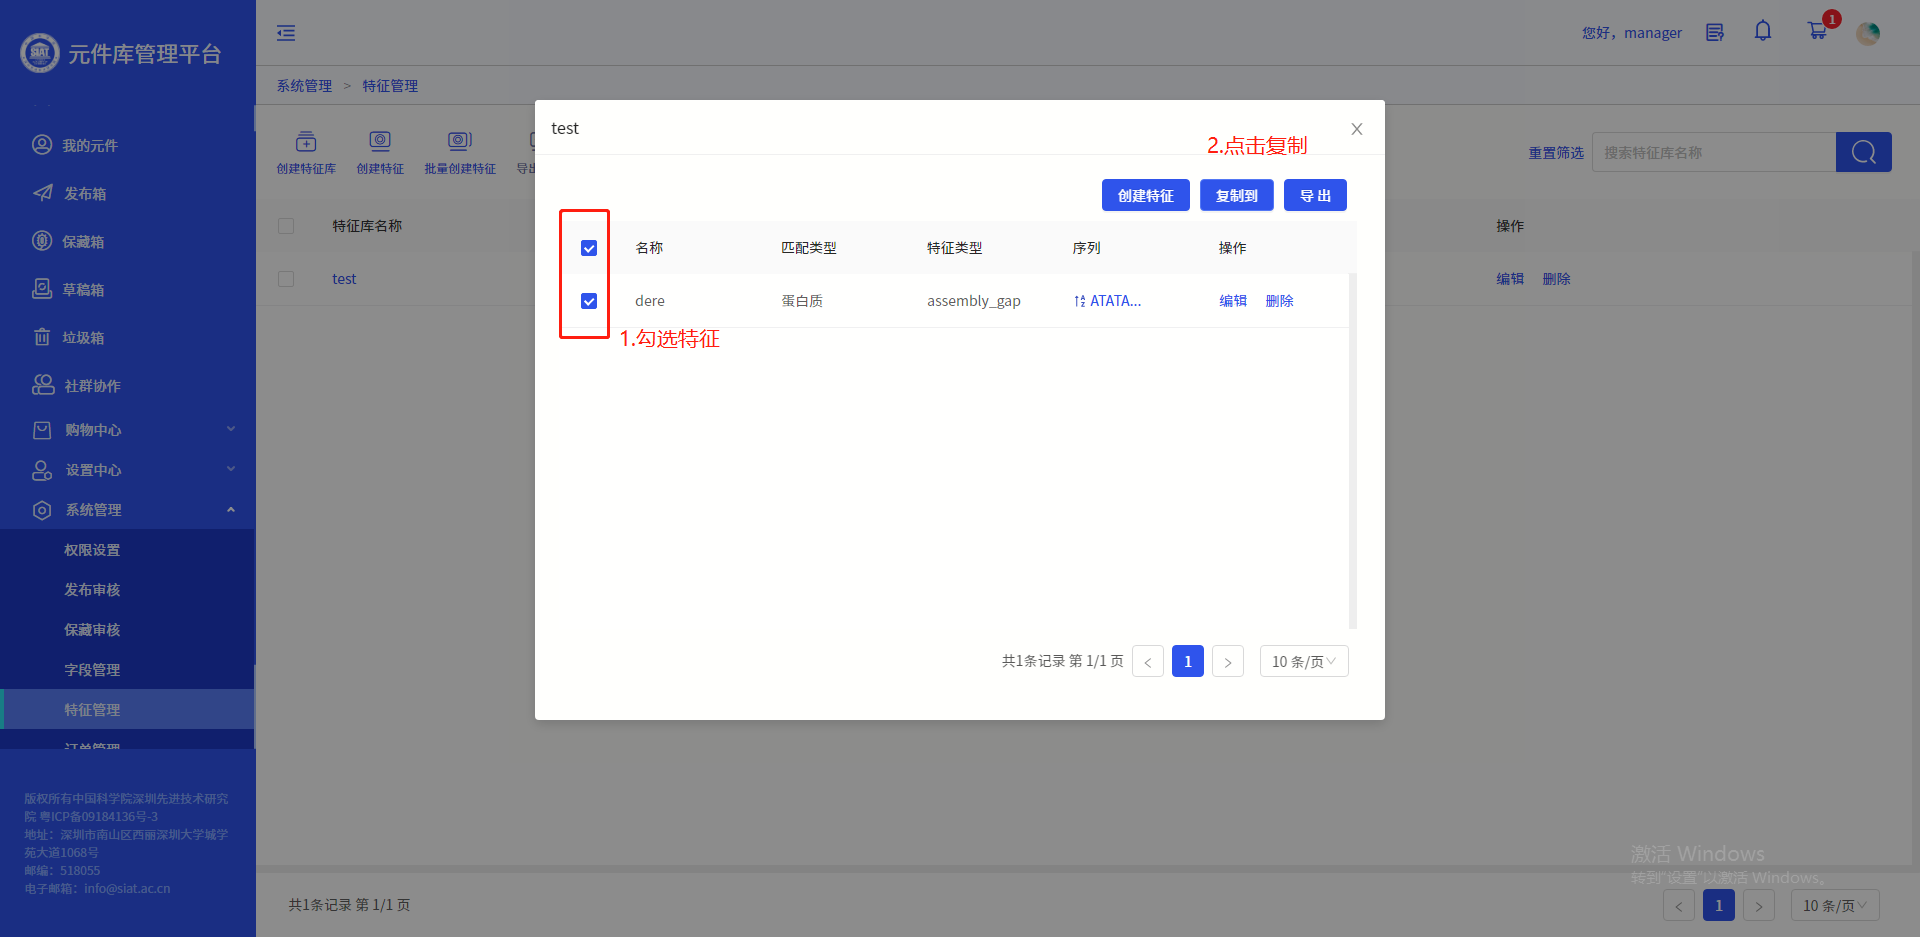 元件库管理平台
我的元件
发布箱
保藏箱
草稿箱
垃圾箱
社群协作
购物中心
设置中心
系统管理
权限设置
发布审核
保藏审核
字段管理
特征管理
订单管理
版权所有中国科学院深圳先进技术研究
院 粤ICP备09184136号-3
地址：深圳市南山区西丽深圳大学城学
苑大道1068号
邮编：518055
电子邮箱：info@siat.ac.cn
您好，manager
1
系统管理 > 特征管理
创建特征库 创建特征 批量创建特征 导出
重置筛选 搜索特征库名称
特征库名称 操作
test 编辑 删除
test
2.点击复制
创建特征 复制到 导 出
名称 匹配类型 特征类型 序列 操作
dere 蛋白质 assembly_gap ATATA... 编辑 删除
1.勾选特征
共1条记录 第 1/1 页 < 1 > 10 条/页
激活 Windows
转到"设置"以激活 Windows。
共1条记录 第 1/1 页 < 1 > 10 条/页